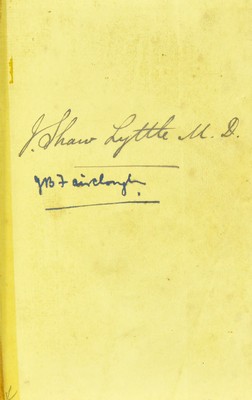 J. Shaw Lyttle M. D.
JB Fairclough.